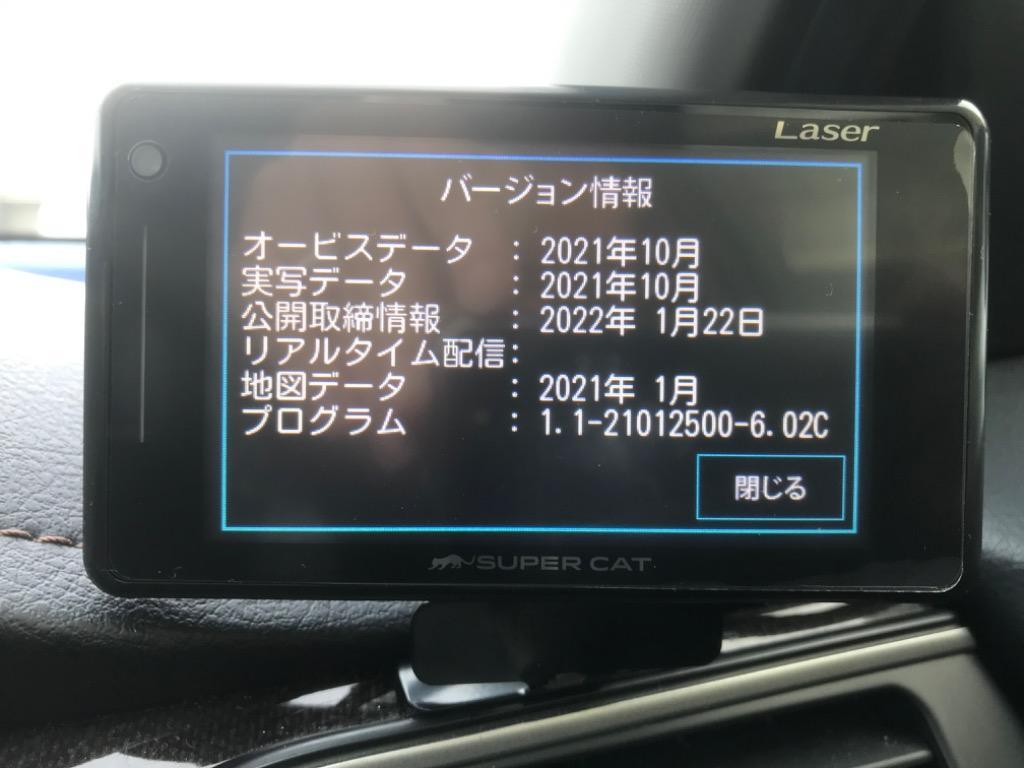 Laser
バージョン情報
オービスデータ : 2021年10月
実写データ : 2021年10月
公開取締情報 : 2022年 1月22日
リアルタイム配信:
地図データ : 2021年 1月
プログラム : 1.1-21012500-6.02C
閉じる
SUPER CAT